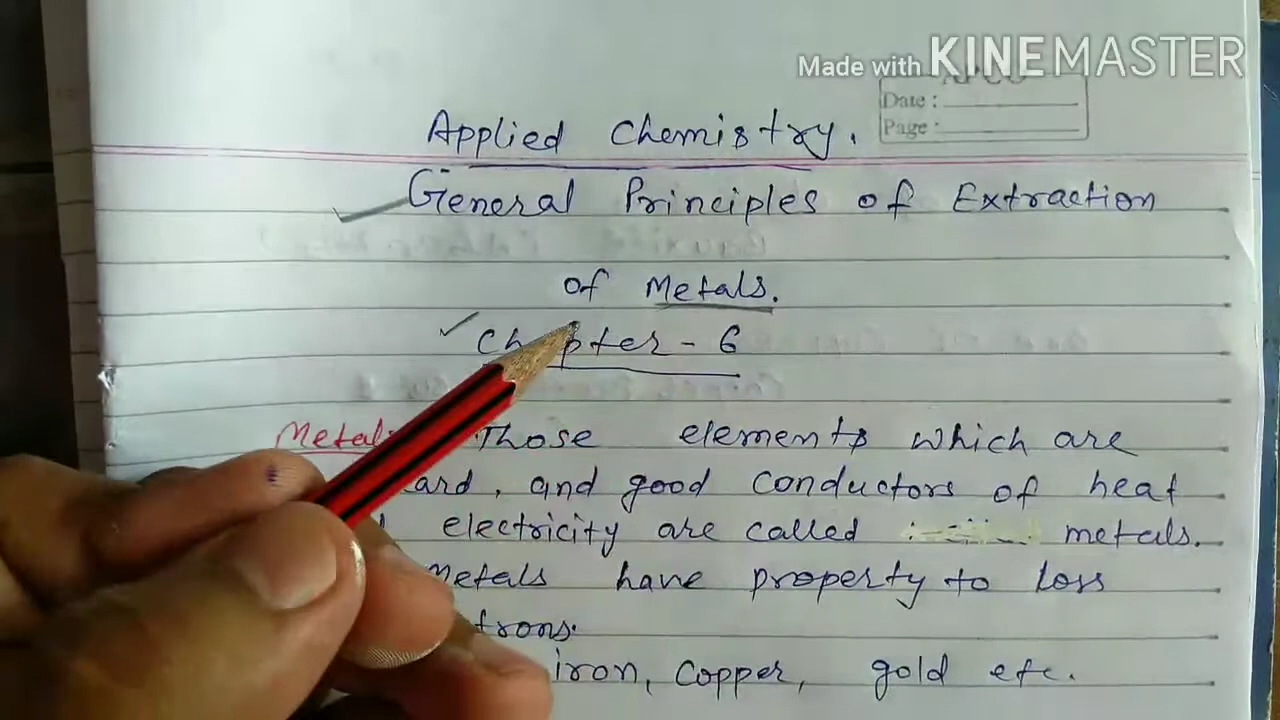 Made with KINEMASTER
Date :
Page :
Applied Chemistry.
General Principles of Extraction
of Metals.
Chapter - 6
Metal Those elements which are
ard, and good conductors of heat
electricity are called metals.
Metals have property to loss
trons.
iron, copper, gold etc.